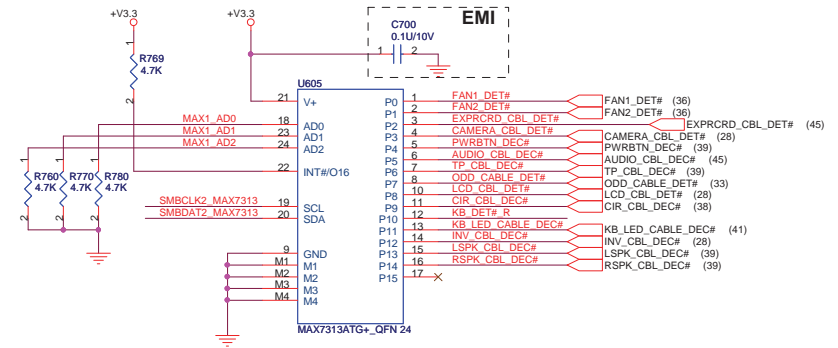 +V3.3
+V3.3
EMI
C700
0.1U/10V
1
2
1
R769
4.7K
2
U605
21
V+
MAX1_AD0
18
AD0
MAX1_AD1
23
AD1
MAX1_AD2
24
AD2
22
INT#/O16
1
1
1
R760
R770
R780
4.7K
4.7K
4.7K
2
2
2
SMBCLK2_MAX7313
19
SCL
SMBDAT2_MAX7313
20
SDA
9
GND
M1
M1
M2
M2
M3
M3
M4
M4
P0
1
FAN1_DET#
FAN1_DET# (36)
P1
2
FAN2_DET#
FAN2_DET# (36)
P2
3
EXPRCRD_CBL_DET#
EXPRCRD_CBL_DET# (45)
P3
4
CAMERA_CBL_DET#
CAMERA_CBL_DET# (28)
P4
5
PWRBTN_DEC#
PWRBTN_DEC# (39)
P5
6
AUDIO_CBL_DEC#
AUDIO_CBL_DEC# (45)
P6
7
TP_CBL_DEC#
TP_CBL_DEC# (39)
P7
8
ODD_CABLE_DET#
ODD_CABLE_DET# (33)
P8
10
LCD_CBL_DET#
LCD_CBL_DET# (28)
P9
11
CIR_CBL_DEC#
CIR_CBL_DEC# (38)
P10
12
KB_DET#_R
P11
13
KB_LED_CABLE_DEC#
KB_LED_CABLE_DEC# (41)
P12
14
INV_CBL_DEC#
INV_CBL_DEC# (28)
P13
15
LSPK_CBL_DEC#
LSPK_CBL_DEC# (39)
P14
16
RSPK_CBL_DEC#
RSPK_CBL_DEC# (39)
P15
17
MAX7313ATG+_QFN 24